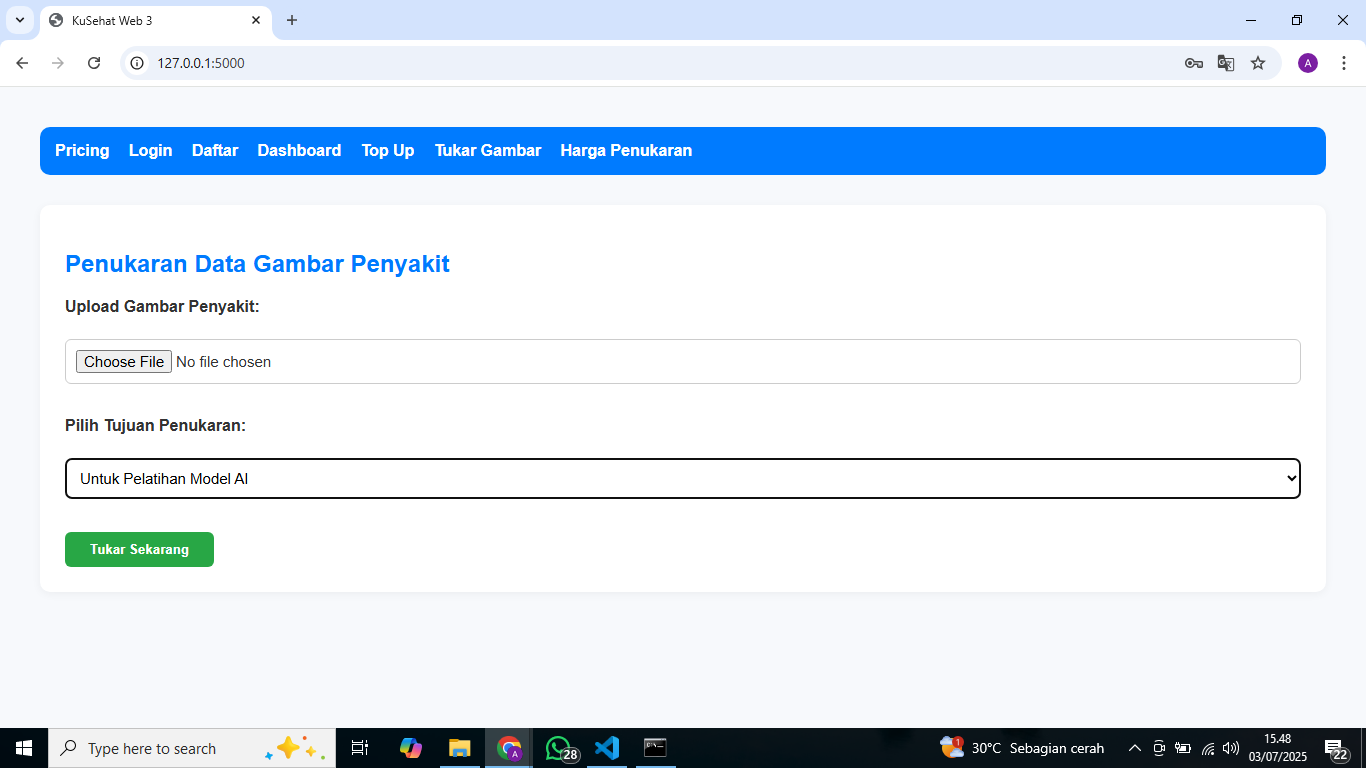 KuSehat Web 3
127.0.0.1:5000
A
Pricing Login Daftar Dashboard Top Up Tukar Gambar Harga Penukaran
Penukaran Data Gambar Penyakit
Upload Gambar Penyakit:
Choose File No file chosen
Pilih Tujuan Penukaran:
Untuk Pelatihan Model AI
Tukar Sekarang
Type here to search
A
28
1
30°C Sebagian cerah
15.48
03/07/2025
22